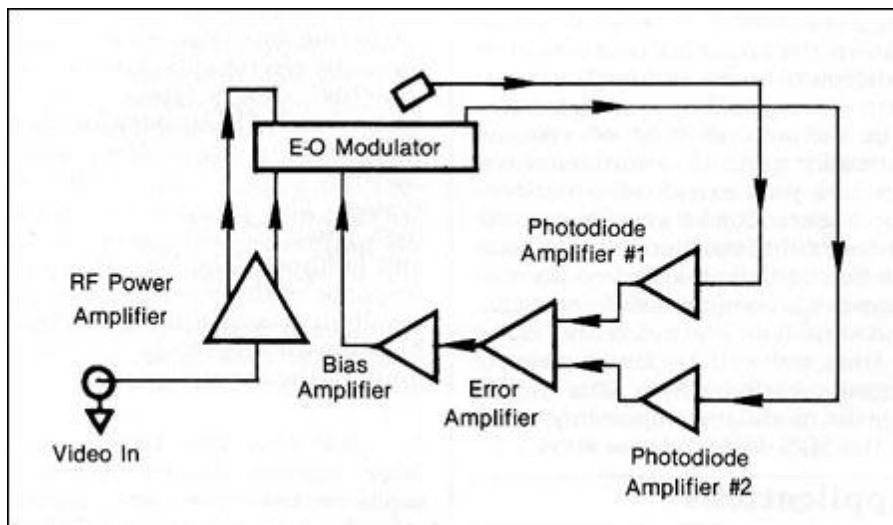 E-O Modulator
Photodiode
Amplifier #1
RF Power
Amplifier
Bias
Amplifier
Error
Amplifier
Video In
Photodiode
Amplifier #2